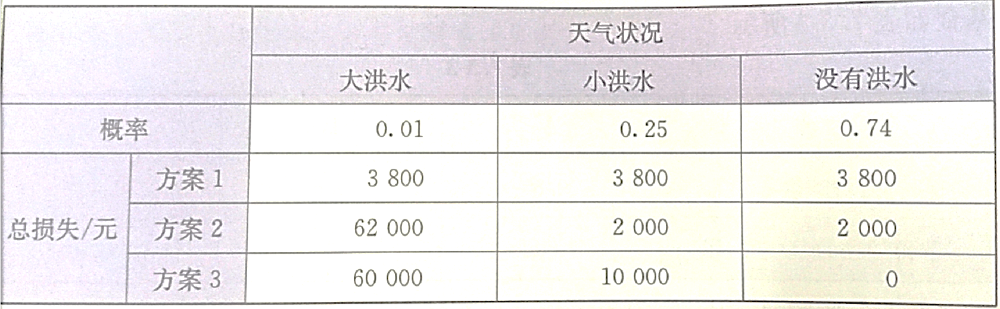 天气状况
大洪水 小洪水 没有洪水
概率 0.01 0.25 0.74
方案1 3 800 3 800 3 800
总损失/元 方案2 62 000 2 000 2 000
方案3 60 000 10 000 0